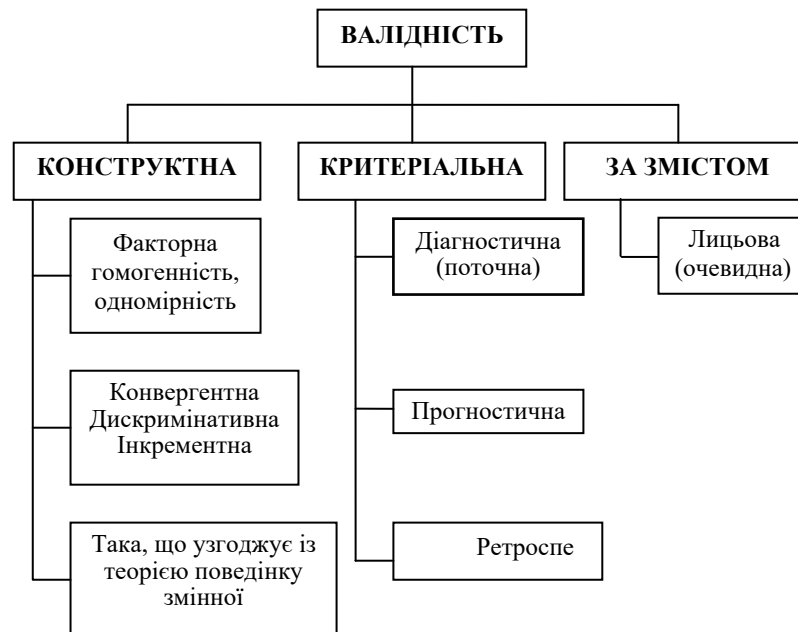 ВАЛІДНІСТЬ
КОНСТРУКТНА
КРИТЕРІАЛЬНА
ЗА ЗМІСТОМ
Факторна
гомогенність,
одномірність
Конвергентна
Дискримінативна
Інкрементна
Така, що узгоджує із
теорією поведінку
змінної
Діагностична
(поточна)
Прогностична
Ретроспе
Лицьова
(очевидна)